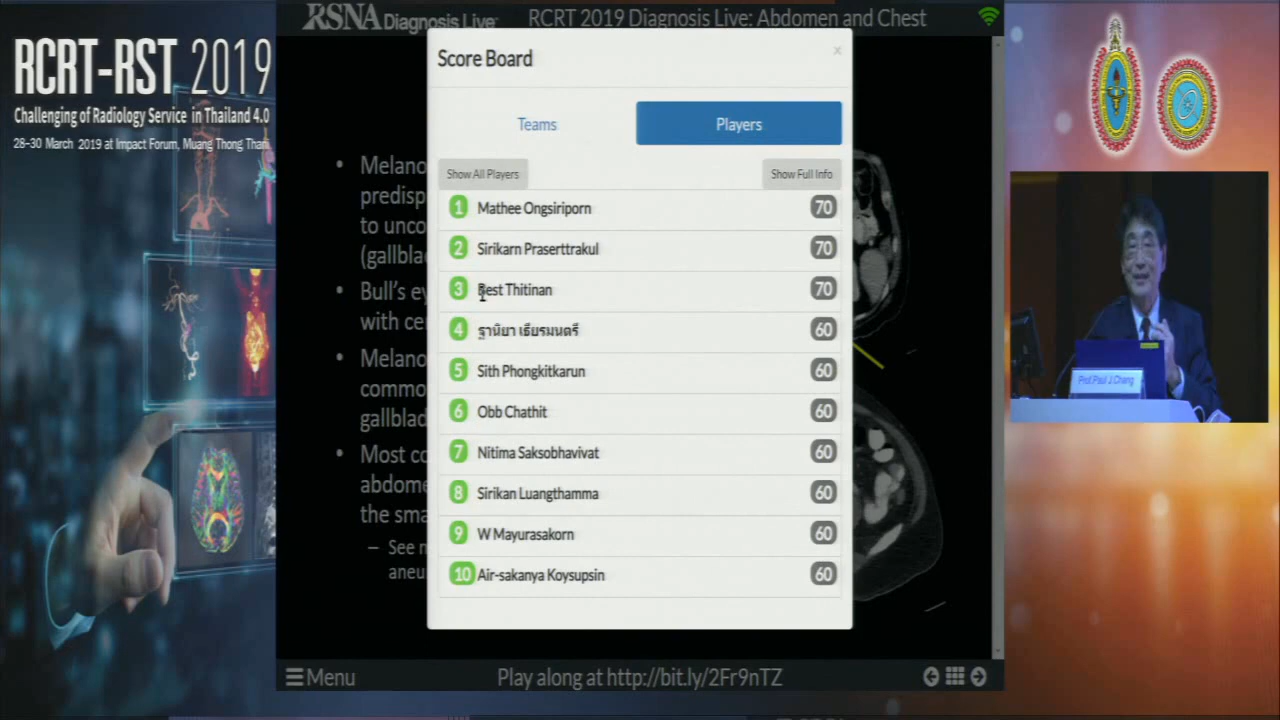 RCRT-RST 2019
Challenging of Radiology Service in Thailand 4.0
28-30 March 2019 at Impact Forum, Muang Thong Thani
RSNA Diagnosis Live
RCRT 2019 Diagnosis Live: Abdomen and Chest
Score Board
×
Teams
Players
Show All Players
Show Full Info
1 Mathee Ongsiriporn 70
2 Sirikarn Praserttrakul 70
3 Best Thitinan 70
4 ฐานิยา เธียรมนตรี 60
5 Sith Phongkitkarun 60
6 Obb Chathit 60
7 Nitima Saksobhavivat 60
8 Sirikan Luangthamma 60
9 W Mayurasakorn 60
10 Air-sakanya Koysupsin 60
• Melano
predisp
to unco
(gallbla
• Bull's ey
with ce
• Melano
common
gallblad
• Most co
abdome
the sma
– See n
aneu
Menu
Play along at http://bit.ly/2Fr9nTZ
Prof.Paul J.Chang